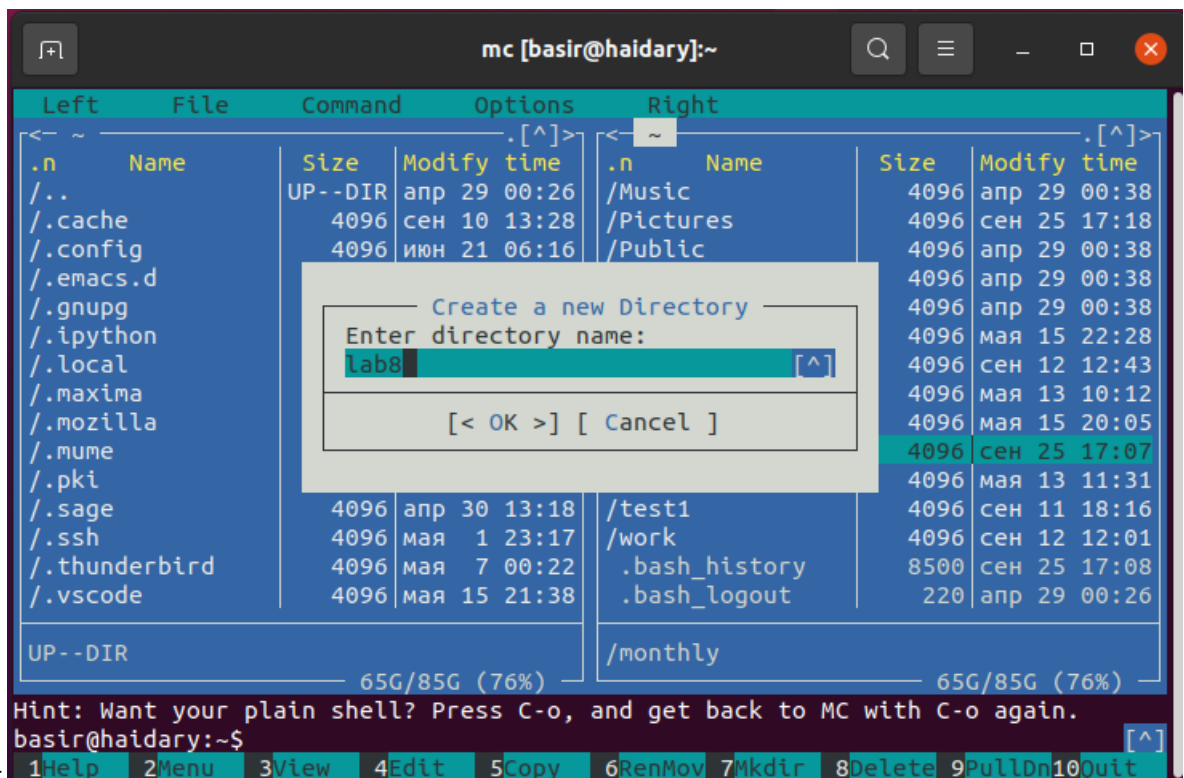 mc [basir@haidary]:~
Left File Command Options Right
<— ~ .[^]> <— ~ .[^]>
.n Name Size Modify time .n Name Size Modify time
/.. UP--DIR апр 29 00:26 /Music 4096 апр 29 00:38
/.cache 4096 сен 10 13:28 /Pictures 4096 сен 25 17:18
/.config 4096 июн 21 06:16 /Public 4096 апр 29 00:38
/.emacs.d 4096 апр 29 00:38
/.gnupg Create a new Directory 4096 апр 29 00:38
/.ipython Enter directory name: 4096 мая 15 22:28
/.local lab8 [^] 4096 сен 12 12:43
/.maxima 4096 мая 13 10:12
/.mozilla [< OK >] [ Cancel ] 4096 мая 15 20:05
/.mume 4096 сен 25 17:07
/.pki 4096 мая 13 11:31
/.sage 4096 апр 30 13:18 /test1 4096 сен 11 18:16
/.ssh 4096 мая 1 23:17 /work 4096 сен 12 12:01
/.thunderbird 4096 мая 7 00:22 .bash_history 8500 сен 25 17:08
/.vscode 4096 мая 15 21:38 .bash_logout 220 апр 29 00:26
UP--DIR /monthly
65G/85G (76%) 65G/85G (76%)
Hint: Want your plain shell? Press C-o, and get back to MC with C-o again.
basir@haidary:~$ [^]
1Help 2Menu 3View 4Edit 5Copy 6RenMov 7Mkdir 8Delete 9PullDn 10Quit